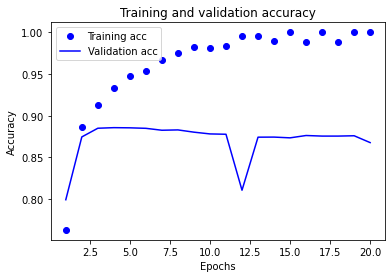 Training and validation accuracy
Training acc
Validation acc
1.00
0.95
0.90
0.85
0.80
Accuracy
2.5 5.0 7.5 10.0 12.5 15.0 17.5 20.0
Epochs